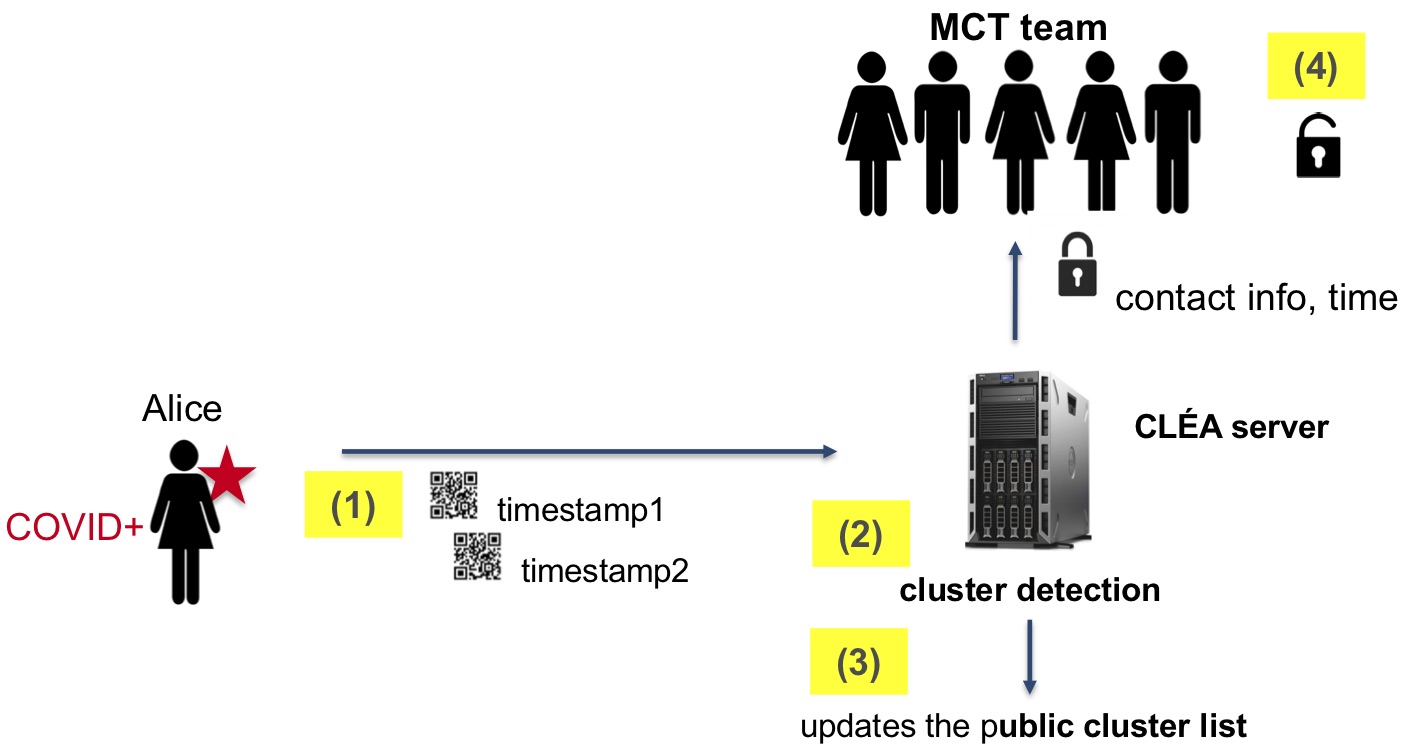 MCT team
(4)
contact info, time
Alice
CLÉA server
COVID+
(1)
timestamp1
timestamp2
(2)
cluster detection
(3)
updates the public cluster list